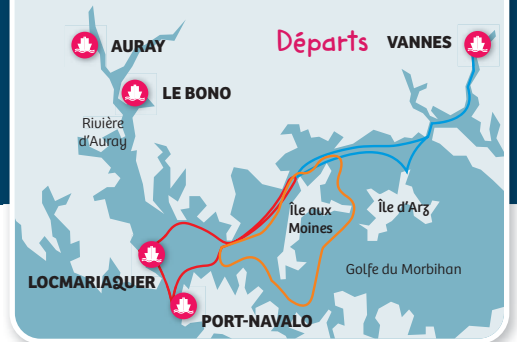 Départs
AURAY
VANNES
LE BONO
Rivière
d'Auray
Île aux
Moines
Île d'Arz
Golfe du Morbihan
LOCMARIAQUER
PORT-NAVALO